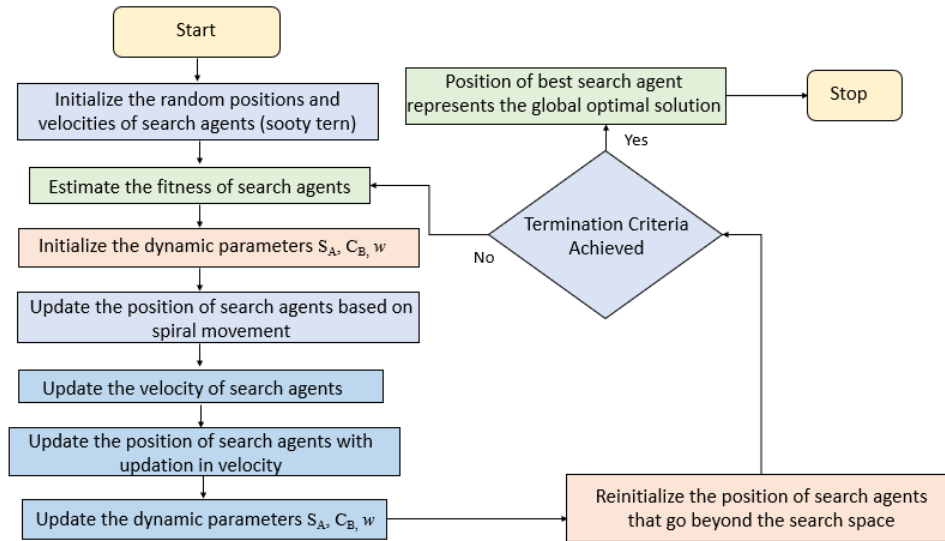 Start
Initialize the random positions and
velocities of search agents (sooty tern)
Estimate the fitness of search agents
Initialize the dynamic parameters S_A, C_B, w
Update the position of search agents based on
spiral movement
Update the velocity of search agents
Update the position of search agents with
updation in velocity
Update the dynamic parameters S_A, C_B, w
Reinitialize the position of search agents
that go beyond the search space
Termination Criteria
Achieved
No
Yes
Position of best search agent
represents the global optimal solution
Stop